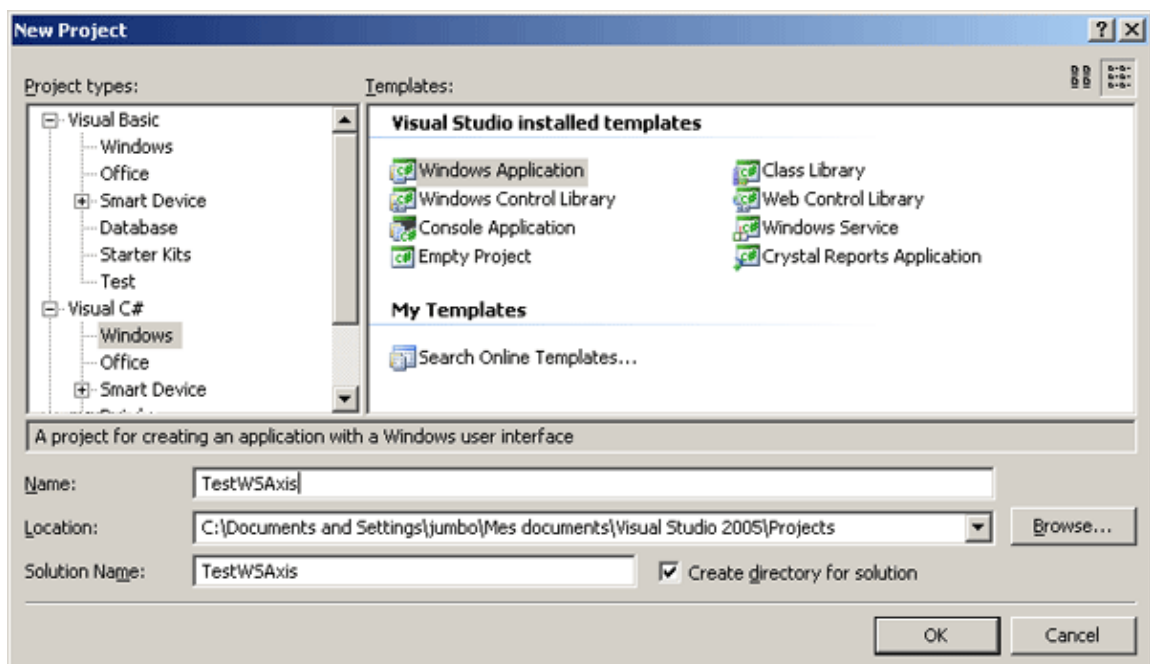 New Project
Project types:
Templates:
Visual Basic
Windows
Office
Smart Device
Database
Starter Kits
Test
Visual C#
Windows
Office
Smart Device
Visual Studio installed templates
Windows Application
Class Library
Windows Control Library
Web Control Library
Console Application
Windows Service
Empty Project
Crystal Reports Application
My Templates
Search Online Templates...
A project for creating an application with a Windows user interface
Name: TestWSAxis
Location: C:\Documents and Settings\jumbo\Mes documents\Visual Studio 2005\Projects Browse...
Solution Name: TestWSAxis Create directory for solution
OK Cancel